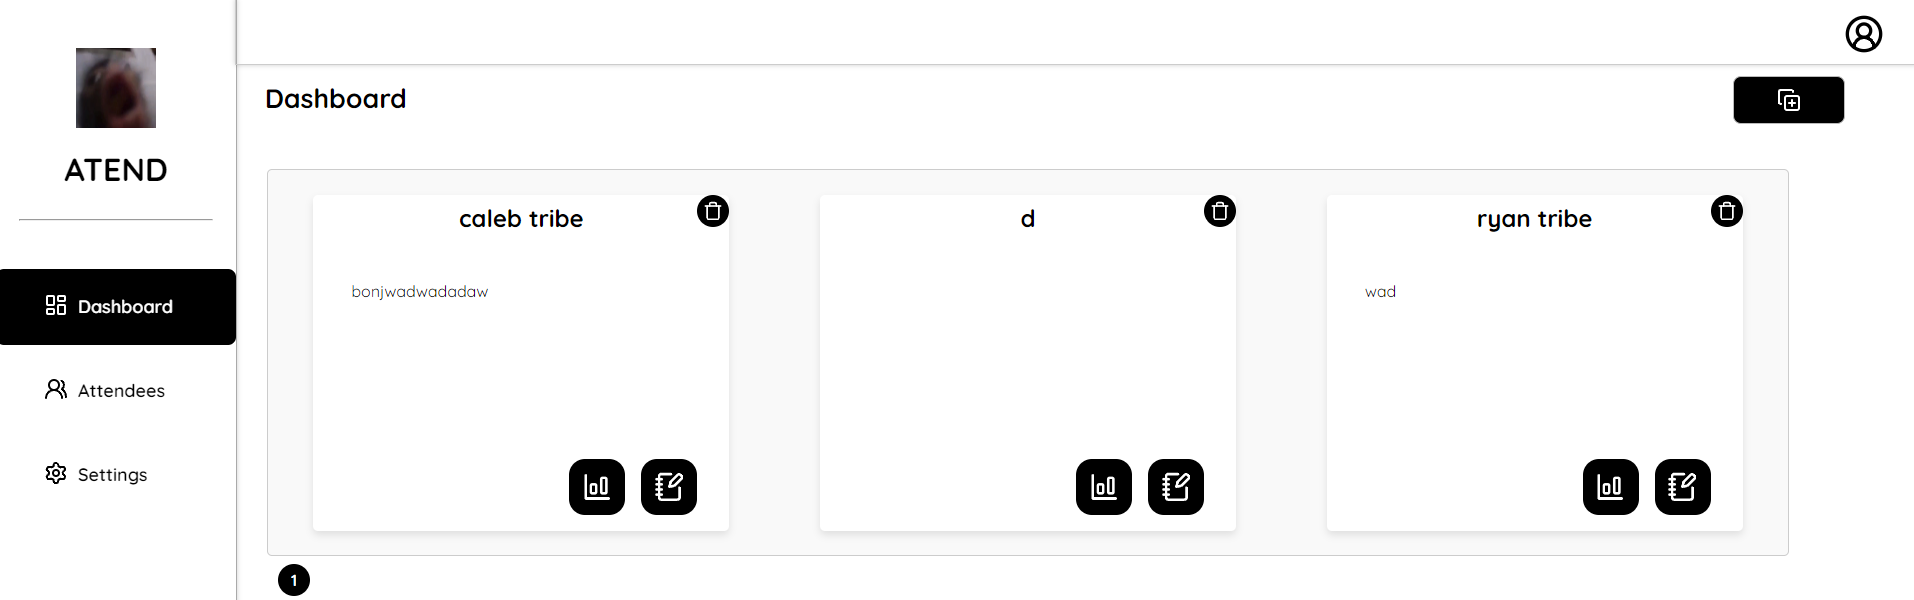 ATEND
Dashboard
Attendees
Settings
Dashboard
caleb tribe
bonjwadwadadaw
d
ryan tribe
wad
1